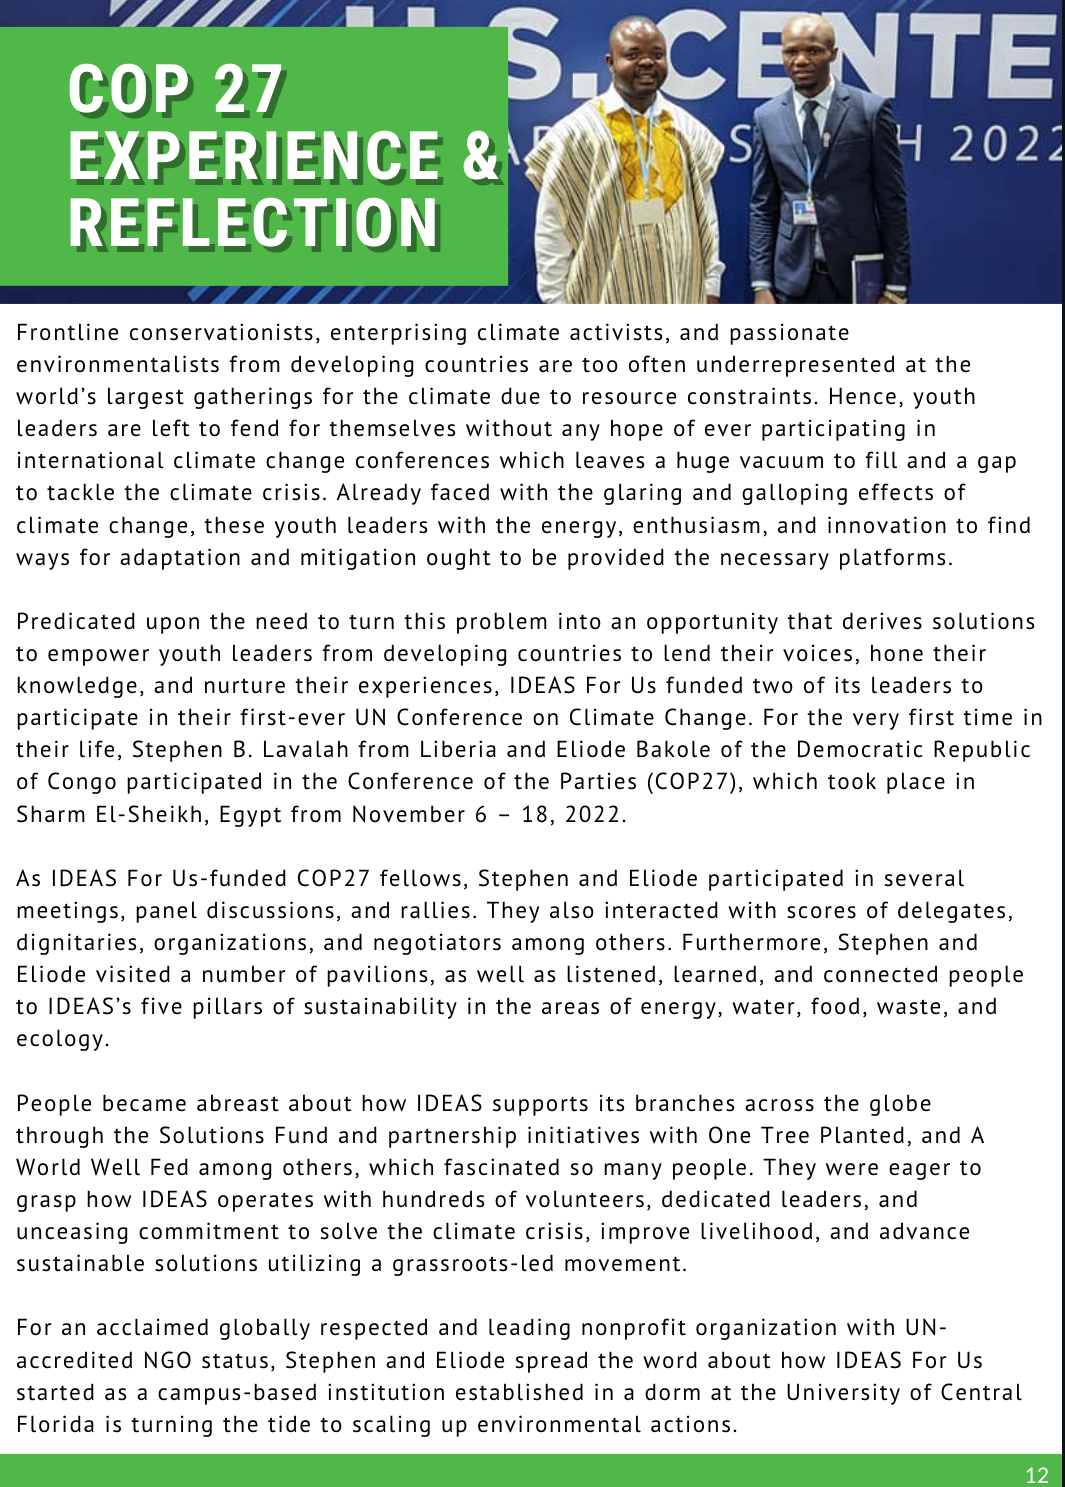 U.S. CENTE
SH 2022
COP 27
EXPERIENCE &
REFLECTION
Frontline conservationists, enterprising climate activists, and passionate
environmentalists from developing countries are too often underrepresented at the
world’s largest gatherings for the climate due to resource constraints. Hence, youth
leaders are left to fend for themselves without any hope of ever participating in
international climate change conferences which leaves a huge vacuum to fill and a gap
to tackle the climate crisis. Already faced with the glaring and galloping effects of
climate change, these youth leaders with the energy, enthusiasm, and innovation to find
ways for adaptation and mitigation ought to be provided the necessary platforms.
Predicated upon the need to turn this problem into an opportunity that derives solutions
to empower youth leaders from developing countries to lend their voices, hone their
knowledge, and nurture their experiences, IDEAS For Us funded two of its leaders to
participate in their first-ever UN Conference on Climate Change. For the very first time in
their life, Stephen B. Lavalah from Liberia and Eliode Bakole of the Democratic Republic
of Congo participated in the Conference of the Parties (COP27), which took place in
Sharm El-Sheikh, Egypt from November 6 – 18, 2022.
As IDEAS For Us-funded COP27 fellows, Stephen and Eliode participated in several
meetings, panel discussions, and rallies. They also interacted with scores of delegates,
dignitaries, organizations, and negotiators among others. Furthermore, Stephen and
Eliode visited a number of pavilions, as well as listened, learned, and connected people
to IDEAS’s five pillars of sustainability in the areas of energy, water, food, waste, and
ecology.
People became abreast about how IDEAS supports its branches across the globe
through the Solutions Fund and partnership initiatives with One Tree Planted, and A
World Well Fed among others, which fascinated so many people. They were eager to
grasp how IDEAS operates with hundreds of volunteers, dedicated leaders, and
unceasing commitment to solve the climate crisis, improve livelihood, and advance
sustainable solutions utilizing a grassroots-led movement.
For an acclaimed globally respected and leading nonprofit organization with UN-
accredited NGO status, Stephen and Eliode spread the word about how IDEAS For Us
started as a campus-based institution established in a dorm at the University of Central
Florida is turning the tide to scaling up environmental actions.
12